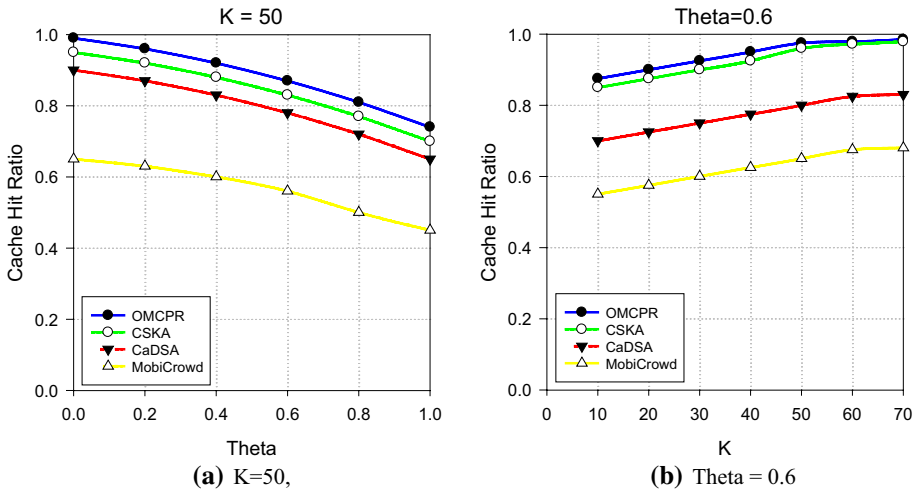 K = 50
Cache Hit Ratio
1.0
0.8
0.6
0.4
0.2
0.0
OMCPR
CSKA
CaDSA
MobiCrowd
0.0 0.2 0.4 0.6 0.8 1.0
Theta
(a) K=50,
Theta=0.6
Cache Hit Ratio
1.0
0.8
0.6
0.4
0.2
0.0
OMCPR
CSKA
CaDSA
MobiCrowd
0 10 20 30 40 50 60 70
K
(b) Theta = 0.6